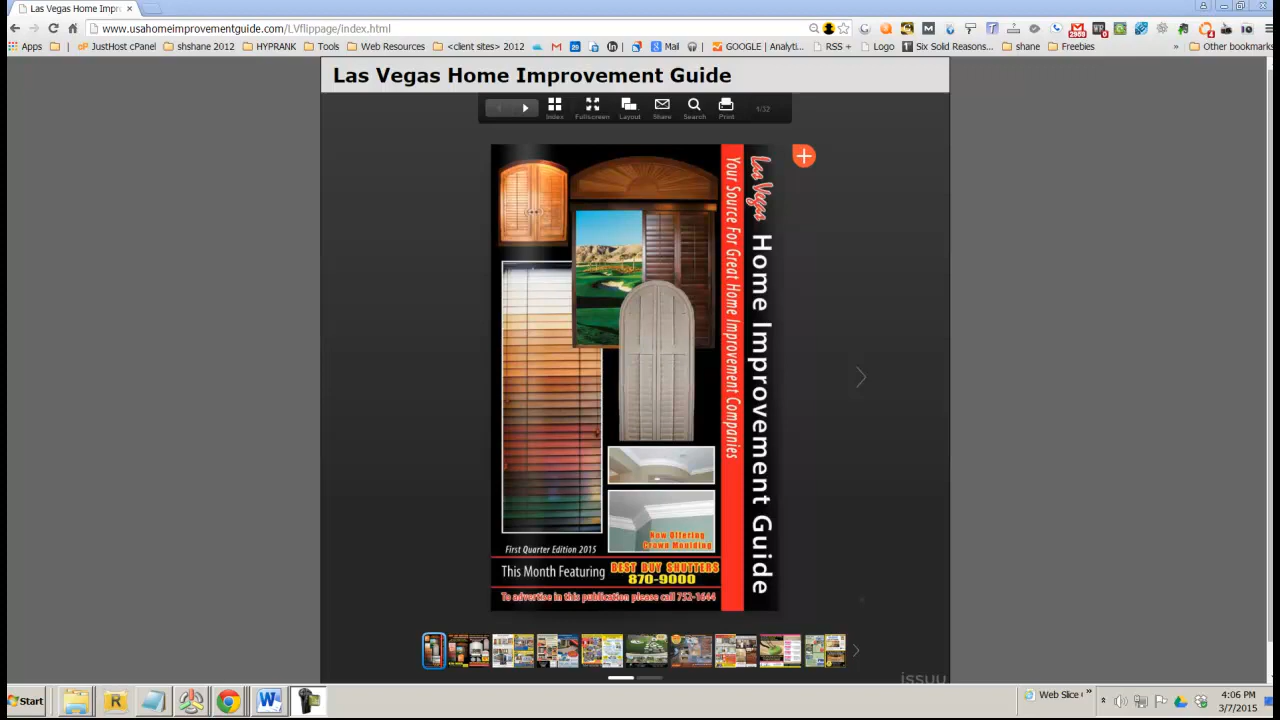 Las Vegas Home Impro
www.usahomeimprovementguide.com/LVflippage/index.html
Apps
JustHost cPanel
shshane 2012
HYPRANK
Tools
Web Resources
<client sites> 2012
Mail
GOOGLE | Analyti...
RSS +
Logo
Six Sold Reasons...
shane
Freebies
»
Other bookmarks
Las Vegas Home Improvement Guide
Index
Fullscreen
Layout
Share
Search
Print
1/32
Las Vegas Home Improvement Guide
Your Source For Great Home Improvement Companies
Now Offering
Crown Moulding
First Quarter Edition 2015
This Month Featuring
BEST BUY SHUTTERS
870-9000
To advertise in this publication please call 752-1644
issuu
Start
Web Slice
»
4:06 PM
3/7/2015